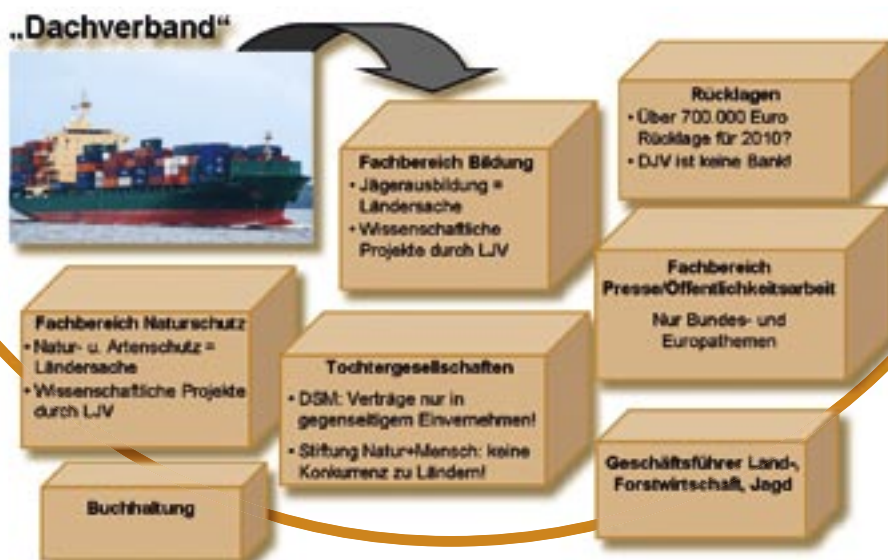 „Dachverband“
Rücklagen
• Über 700.000 Euro
Rücklage für 2010?
• DJV ist keine Bank!
Fachbereich Bildung
• Jägerausbildung =
Ländersache
• Wissenschaftliche
Projekte durch LJV
Fachbereich
Presse/Öffentlichkeitsarbeit
Nur Bundes- und
Europathemen
Fachbereich Naturschutz
• Natur- u. Artenschutz =
Ländersache
• Wissenschaftliche Projekte
durch LJV
Tochtergesellschaften
• DSM: Verträge nur in
gegenseitigem Einvernehmen!
• Stiftung Natur+Mensch: keine
Konkurrenz zu Ländern!
Geschäftsführer Land-,
Forstwirtschaft, Jagd
Buchhaltung